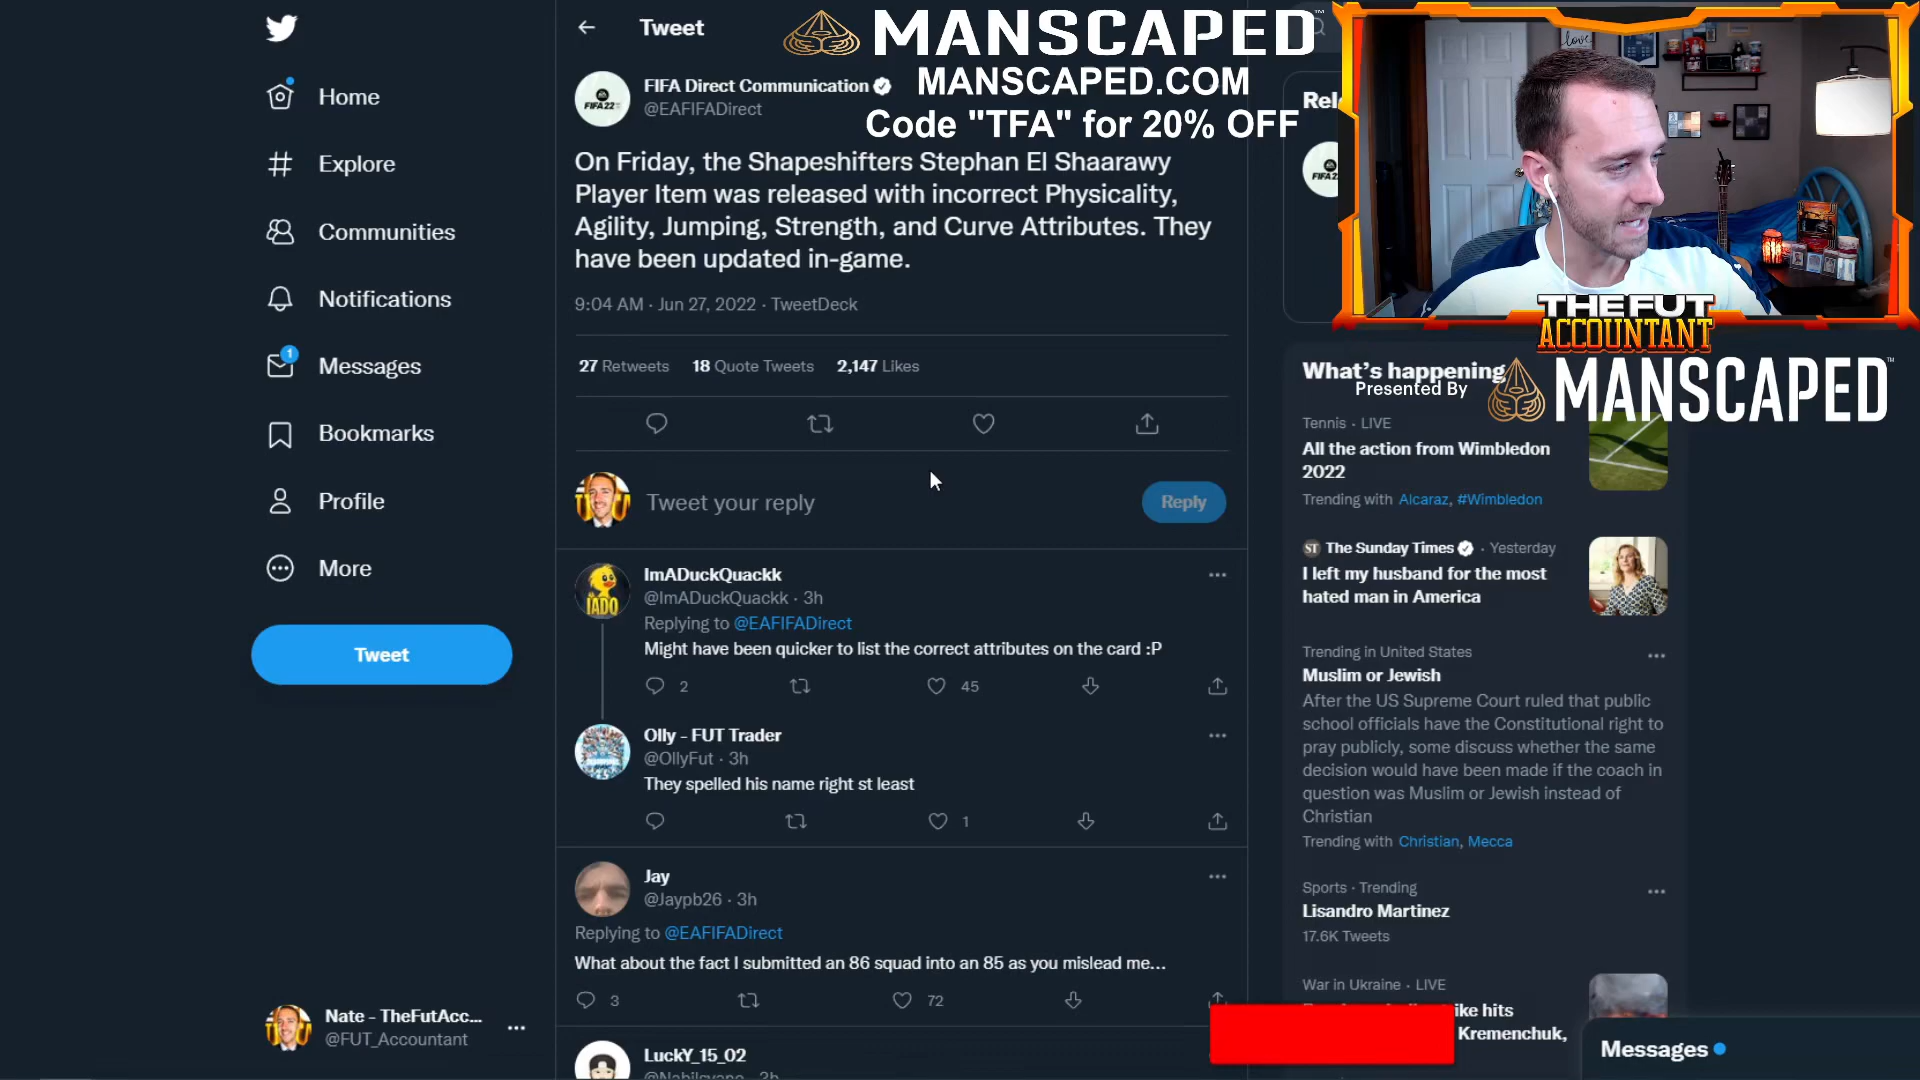 Home
Explore
Communities
Notifications
1
Messages
Bookmarks
Profile
More
Tweet
Nate - TheFutAcc...
@FUT_Accountant
Tweet
FIFA Direct Communication
@EAFIFADirect
FIFA 22
On Friday, the Shapeshifters Stephan El Shaarawy
Player Item was released with incorrect Physicality,
Agility, Jumping, Strength, and Curve Attributes. They
have been updated in-game.
9:04 AM · Jun 27, 2022 · TweetDeck
27 Retweets 18 Quote Tweets 2,147 Likes
Tweet your reply
Reply
IADO
ImADuckQuackk
@ImADuckQuackk · 3h
Replying to @EAFIFADirect
Might have been quicker to list the correct attributes on the card :P
2 45
Olly - FUT Trader
@OllyFut · 3h
They spelled his name right st least
1
Jay
@Jaypb26 · 3h
Replying to @EAFIFADirect
What about the fact I submitted an 86 squad into an 85 as you mislead me...
3 72
LuckY_15_02
MANSCAPED™
MANSCAPED.COM
Code "TFA" for 20% OFF
Rel
love
THE FUT
ACCOUNTANT
Presented By
MANSCAPED™
What's happening
Tennis · LIVE
All the action from Wimbledon
2022
Trending with Alcaraz, #Wimbledon
ST The Sunday Times · Yesterday
I left my husband for the most
hated man in America
Trending in United States
Muslim or Jewish
After the US Supreme Court ruled that public
school officials have the Constitutional right to
pray publicly, some discuss whether the same
decision would have been made if the coach in
question was Muslim or Jewish instead of
Christian
Trending with Christian, Mecca
Sports · Trending
Lisandro Martinez
17.6K Tweets
War in Ukraine · LIVE
ike hits
Kremenchuk,
Messages